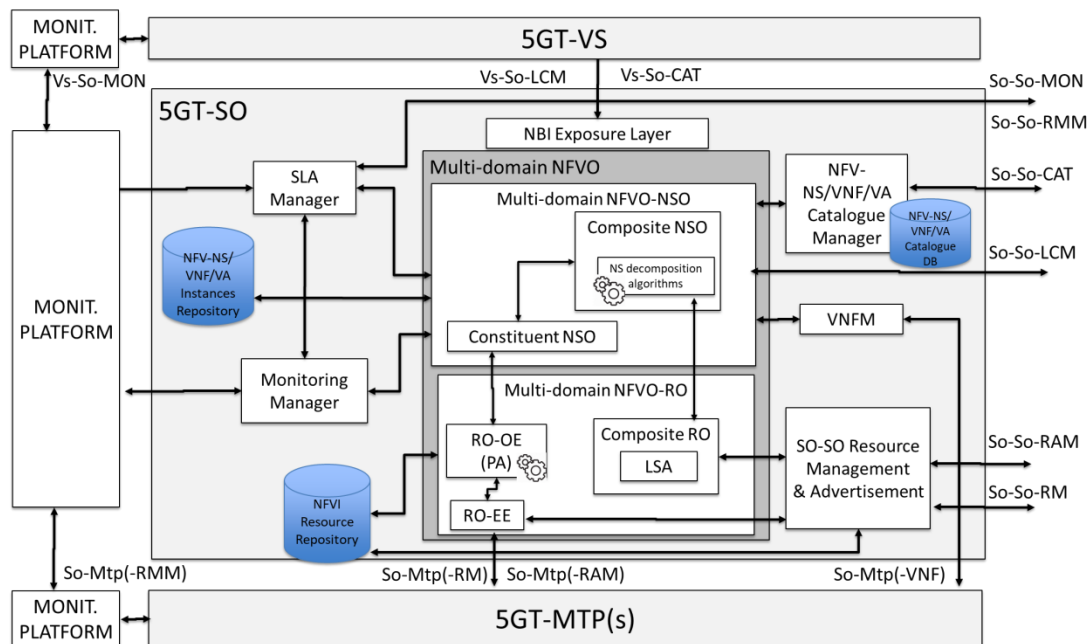 MONIT.
PLATFORM
5GT-VS
Vs-So-MON
Vs-So-LCM
Vs-So-CAT
So-So-MON
5GT-SO
So-So-RMM
NBI Exposure Layer
Multi-domain NFVO
SLA
Manager
Multi-domain NFVO-NSO
NFV-
NS/VNF/VA
Catalogue
Manager
So-So-CAT
NFV-NS/
VNF/VA
Catalogue
DB
Composite NSO
NS decomposition
algorithms
NFV-NS/
VNF/VA
Instances
Repository
So-So-LCM
MONIT.
PLATFORM
Constituent NSO
VNFM
Monitoring
Manager
Multi-domain NFVO-RO
RO-OE
(PA)
Composite RO
LSA
SO-SO Resource
Management
& Advertisement
So-So-RAM
So-So-RM
NFVI
Resource
Repository
RO-EE
So-Mtp(-RMM)
So-Mtp(-RM)
So-Mtp(-RAM)
So-Mtp(-VNF)
MONIT.
PLATFORM
5GT-MTP(s)